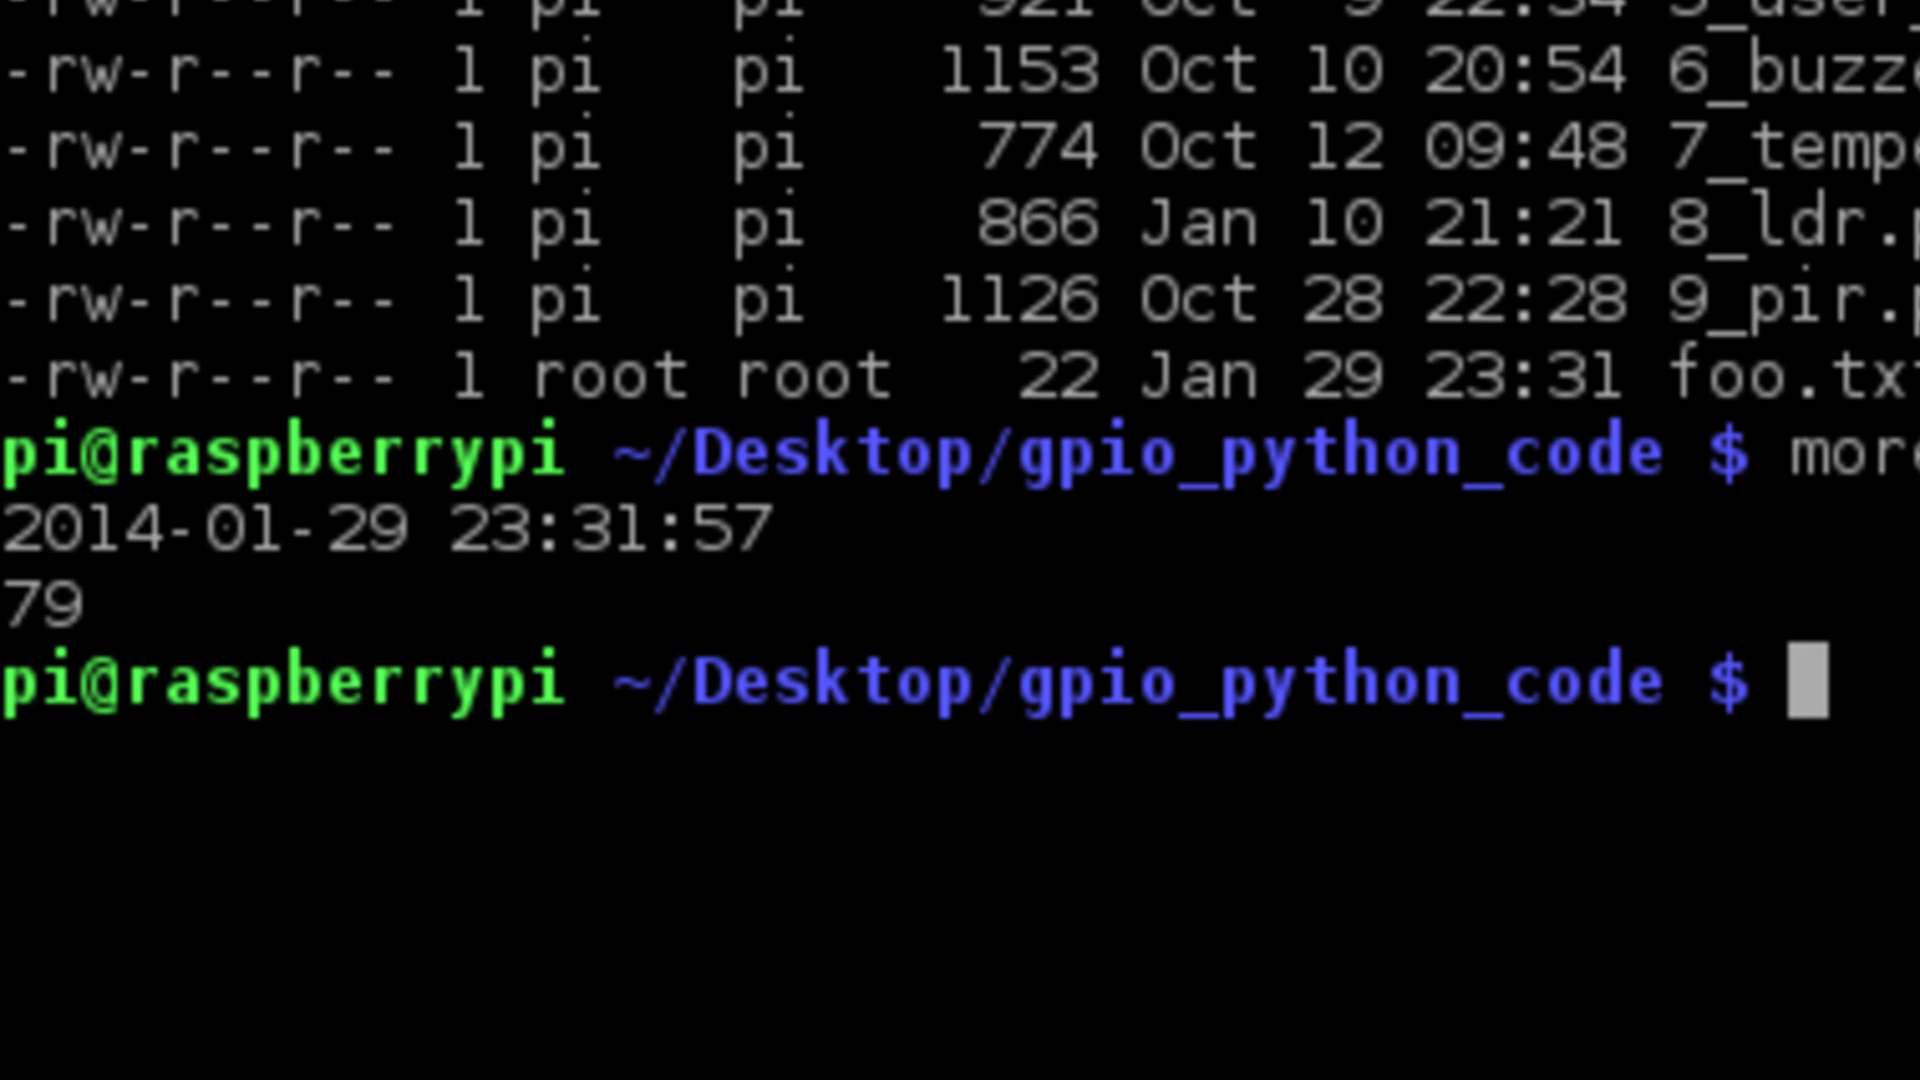 -rw-r--r-- 1 pi pi 921 Oct 9 22:54
-rw-r--r-- 1 pi pi 1153 Oct 10 20:54 6_buzz
-rw-r--r-- 1 pi pi 774 Oct 12 09:48 7_temp
-rw-r--r-- 1 pi pi 866 Jan 10 21:21 8_ldr.
-rw-r--r-- 1 pi pi 1126 Oct 28 22:28 9_pir.
-rw-r--r-- 1 root root 22 Jan 29 23:31 foo.tx
pi@raspberrypi ~/Desktop/gpio_python_code $ more
2014-01-29 23:31:57
79
pi@raspberrypi ~/Desktop/gpio_python_code $